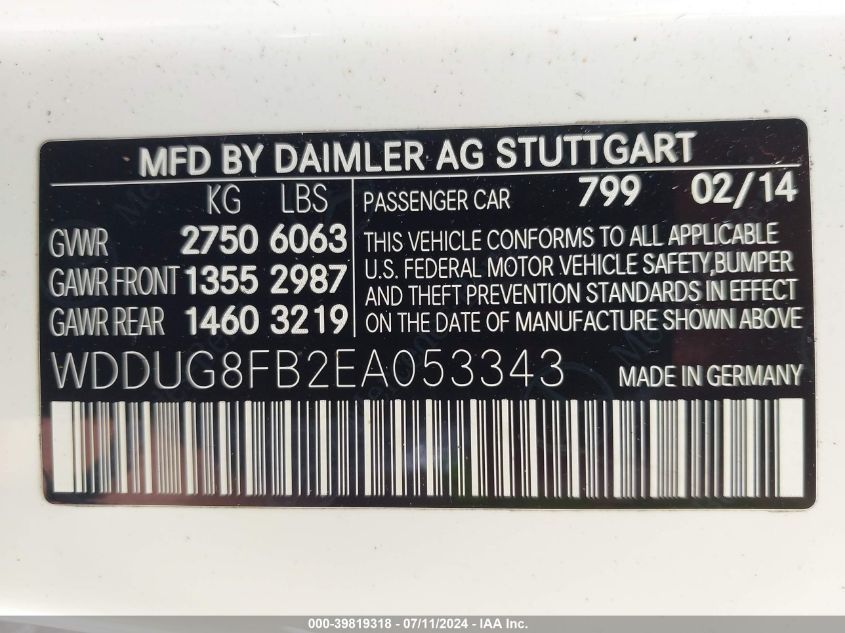 MFD BY DAIMLER AG STUTTGART
KG LBS
GVWR 2750 6063
GAWR FRONT 1355 2987
GAWR REAR 1460 3219
PASSENGER CAR 799 02/14
THIS VEHICLE CONFORMS TO ALL APPLICABLE
U.S. FEDERAL MOTOR VEHICLE SAFETY, BUMPER
AND THEFT PREVENTION STANDARDS IN EFFECT
ON THE DATE OF MANUFACTURE SHOWN ABOVE
WDDUG8FB2EA053343 MADE IN GERMANY
000-39819318 - 07/11/2024 - IAA Inc.